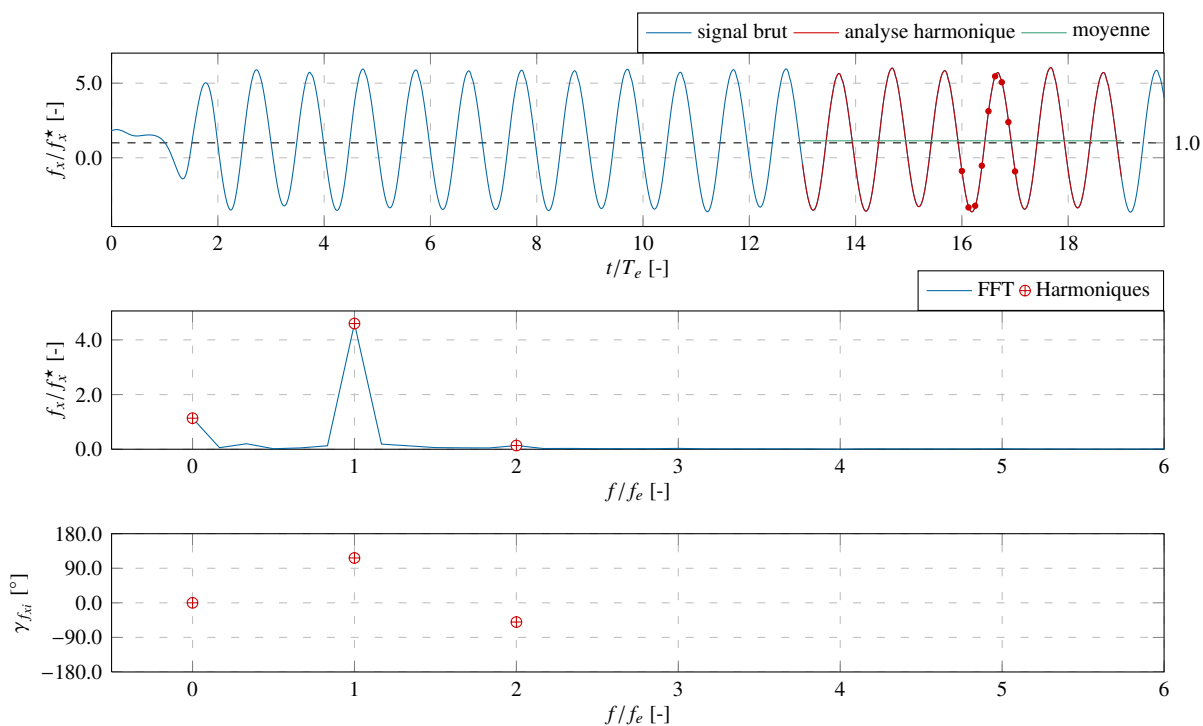 signal brut analyse harmonique moyenne
5.0
0.0
1.0
f_x/f_x^★ [-]
0 2 4 6 8 10 12 14 16 18
t/T_e [-]
FFT Harmoniques
4.0
2.0
0.0
f_x/f_x^★ [-]
0 1 2 3 4 5 6
f/f_e [-]
180.0
90.0
0.0
−90.0
−180.0
γ_{f_{xi}} [°]
0 1 2 3 4 5 6
f/f_e [-]